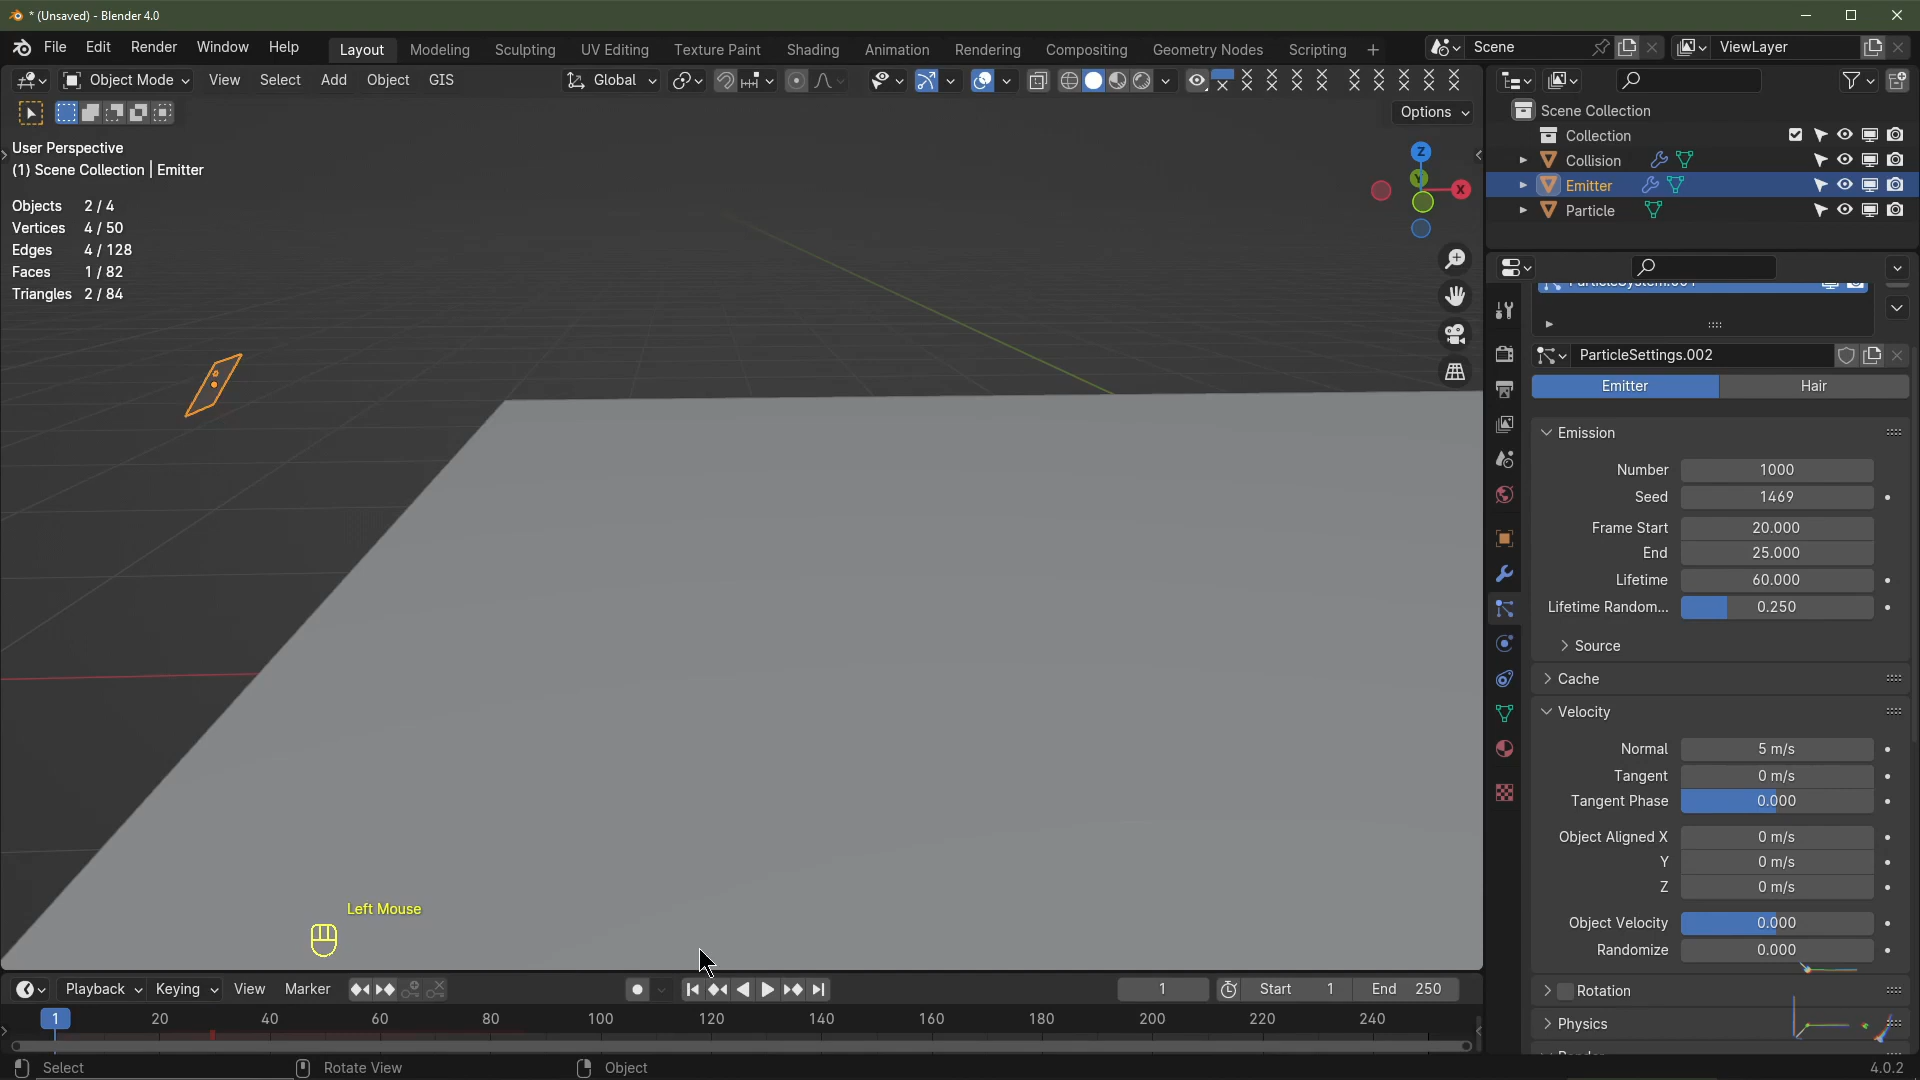 * (Unsaved) - Blender 4.0
File Edit Render Window Help Layout Modeling Sculpting UV Editing Texture Paint Shading Animation Rendering Compositing Geometry Nodes Scripting + Scene ViewLayer
Object Mode View Select Add Object GIS Global
Options
User Perspective
(1) Scene Collection | Emitter
Objects 2 / 4
Vertices 4 / 50
Edges 4 / 128
Faces 1 / 82
Triangles 2 / 84
Z
Y
X
Scene Collection
Collection
Collision
Emitter
Particle
ParticleSystem.001
ParticleSettings.002
Emitter Hair
Emission
Number 1000
Seed 1469
Frame Start 20.000
End 25.000
Lifetime 60.000
Lifetime Random... 0.250
Source
Cache
Velocity
Normal 5 m/s
Tangent 0 m/s
Tangent Phase 0.000
Object Aligned X 0 m/s
Y 0 m/s
Z 0 m/s
Object Velocity 0.000
Randomize 0.000
Rotation
Physics
Left Mouse
Playback Keying View Marker 1 Start 1 End 250
1 20 40 60 80 100 120 140 160 180 200 220 240
Select Rotate View Object 4.0.2